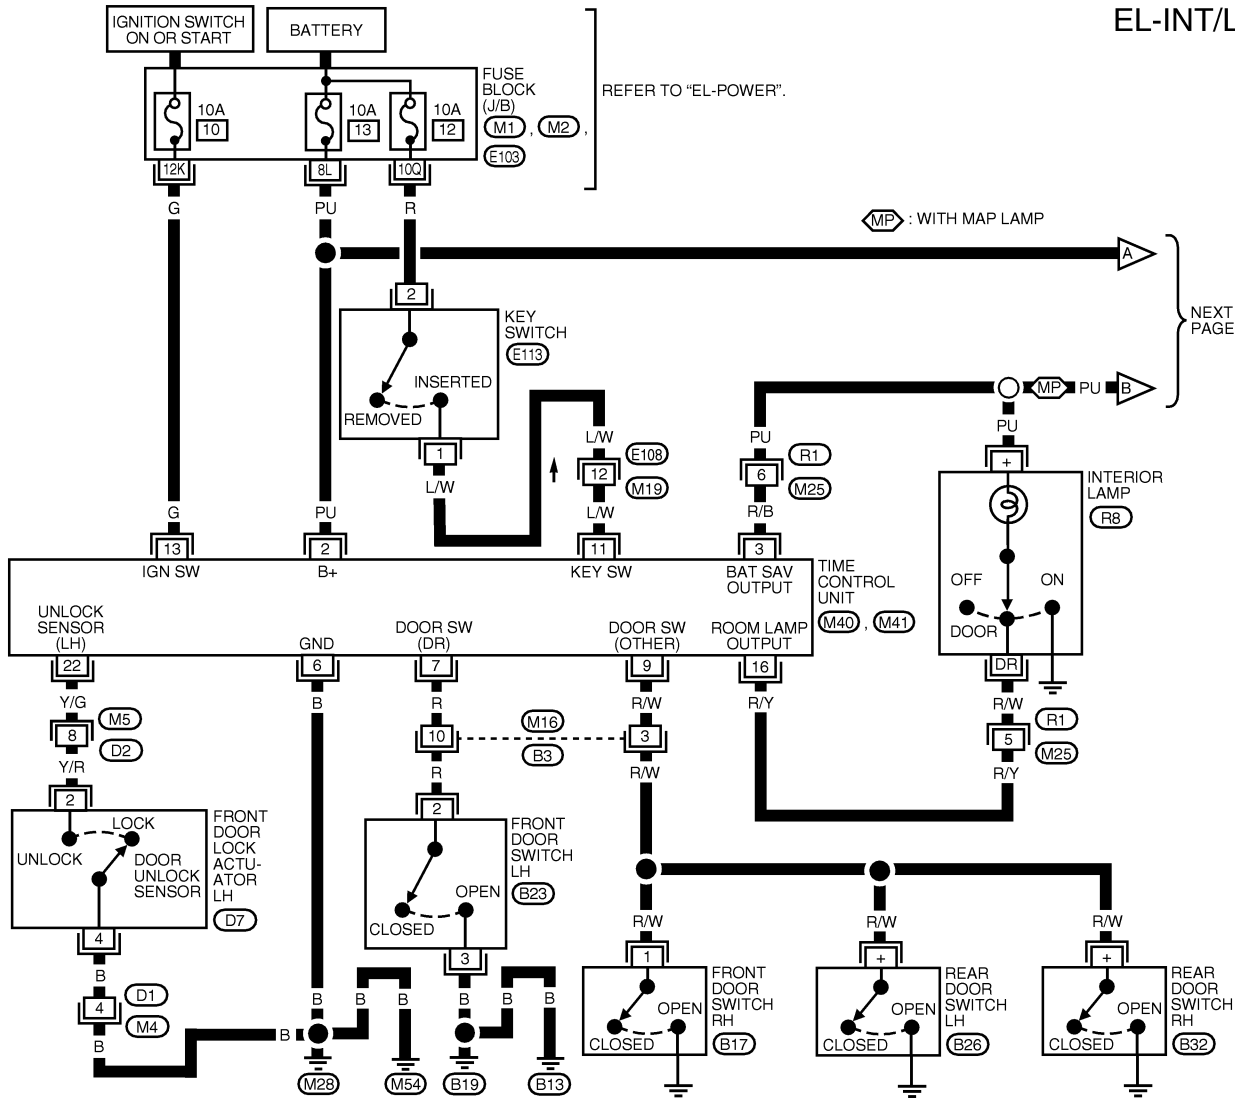 EL-INT/L
IGNITION SWITCH
ON OR START
BATTERY
FUSE
BLOCK
(J/B)
M1 , M2 ,
E103
REFER TO "EL-POWER".
10A
10
10A
13
10A
12
12K
8L
10Q
G
PU
R
MP : WITH MAP LAMP
A
NEXT
PAGE
2
KEY
SWITCH
E113
INSERTED
REMOVED
1
L/W
L/W
E108
12
M19
L/W
PU
R1
6
M25
R/B
MP
PU
B
PU
+
INTERIOR
LAMP
R8
OFF
ON
DOOR
DR
G
PU
13
2
11
3
IGN SW
B+
KEY SW
BAT SAV
OUTPUT
TIME
CONTROL
UNIT
M40 , M41
UNLOCK
SENSOR
(LH)
GND
DOOR SW
(DR)
DOOR SW
(OTHER)
ROOM LAMP
OUTPUT
22
6
7
9
16
Y/G
B
R
R/W
R/Y
R/W
M5
8
D2
M16
10
3
B3
R1
5
M25
Y/R
R
R/W
R/Y
2
LOCK
UNLOCK
DOOR
UNLOCK
SENSOR
FRONT
DOOR
LOCK
ACTU-
ATOR
LH
D7
4
B
D1
4
M4
B
2
OPEN
CLOSED
FRONT
DOOR
SWITCH
LH
B23
3
B
B
B
B
B
B
B
M28
M54
B19
B13
R/W
R/W
R/W
1
+
+
OPEN
CLOSED
FRONT
DOOR
SWITCH
RH
B17
OPEN
CLOSED
REAR
DOOR
SWITCH
LH
B26
OPEN
CLOSED
REAR
DOOR
SWITCH
RH
B32